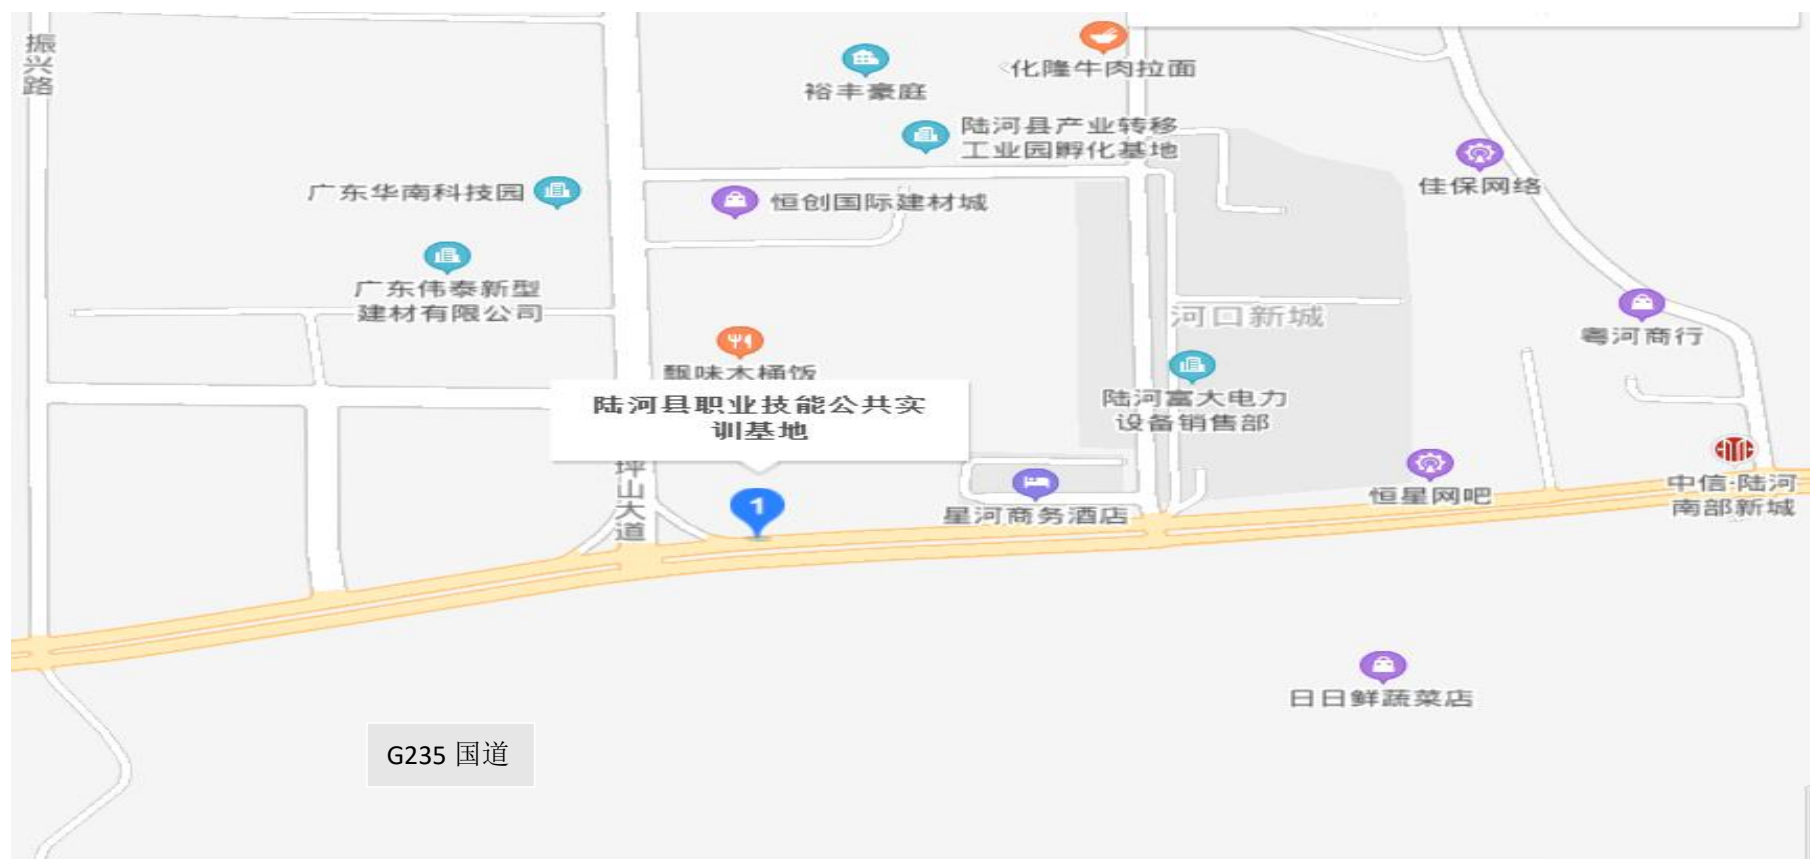 振兴路
化隆牛肉拉面
裕丰豪庭
陆河县产业转移
工业园孵化基地
佳保网络
广东华南科技园
恒创国际建材城
广东伟泰新型
建材有限公司
河口新城
粤河商行
飘味木桶饭
陆河富大电力
设备销售部
陆河县职业技能公共实
训基地
坪山大道
1
星河商务酒店
恒星网吧
中信·陆河
南部新城
日日鲜蔬菜店
G235 国道